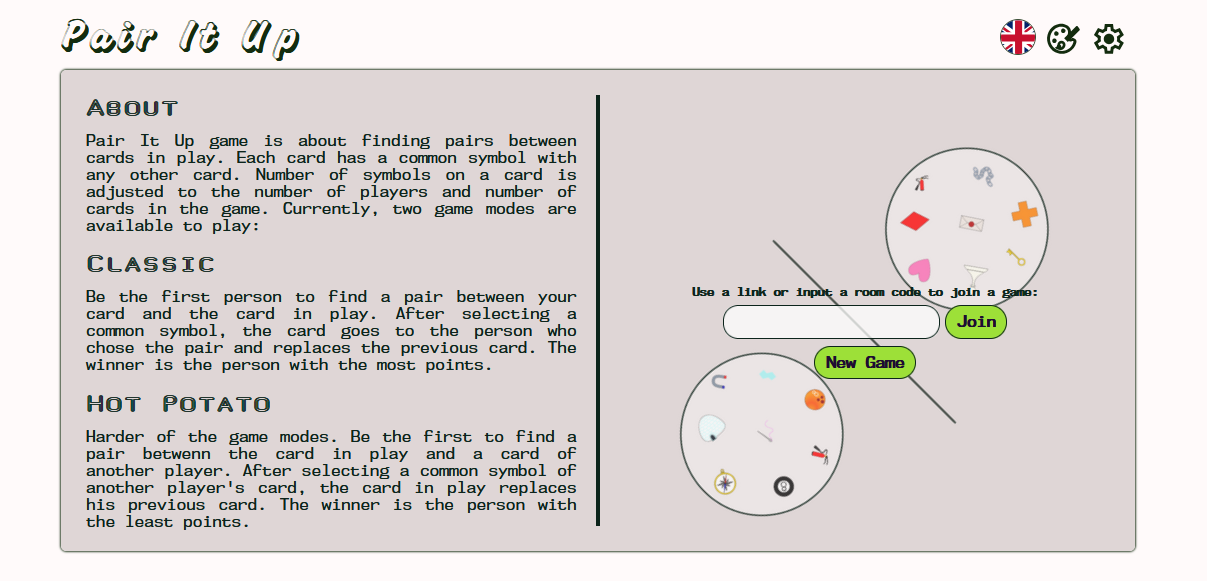 Pair It Up
About
Pair It Up game is about finding pairs between
cards in play. Each card has a common symbol with
any other card. Number of symbols on a card is
adjusted to the number of players and number of
cards in the game. Currently, two game modes are
available to play:
Classic
Be the first person to find a pair between your
card and the card in play. After selecting a
common symbol, the card goes to the person who
chose the pair and replaces the previous card. The
winner is the person with the most points.
Hot Potato
Harder of the game modes. Be the first to find a
pair betwenn the card in play and a card of
another player. After selecting a common symbol of
another player's card, the card in play replaces
his previous card. The winner is the person with
the least points.
Use a link or input a room code to join a game:
Join
New Game
8